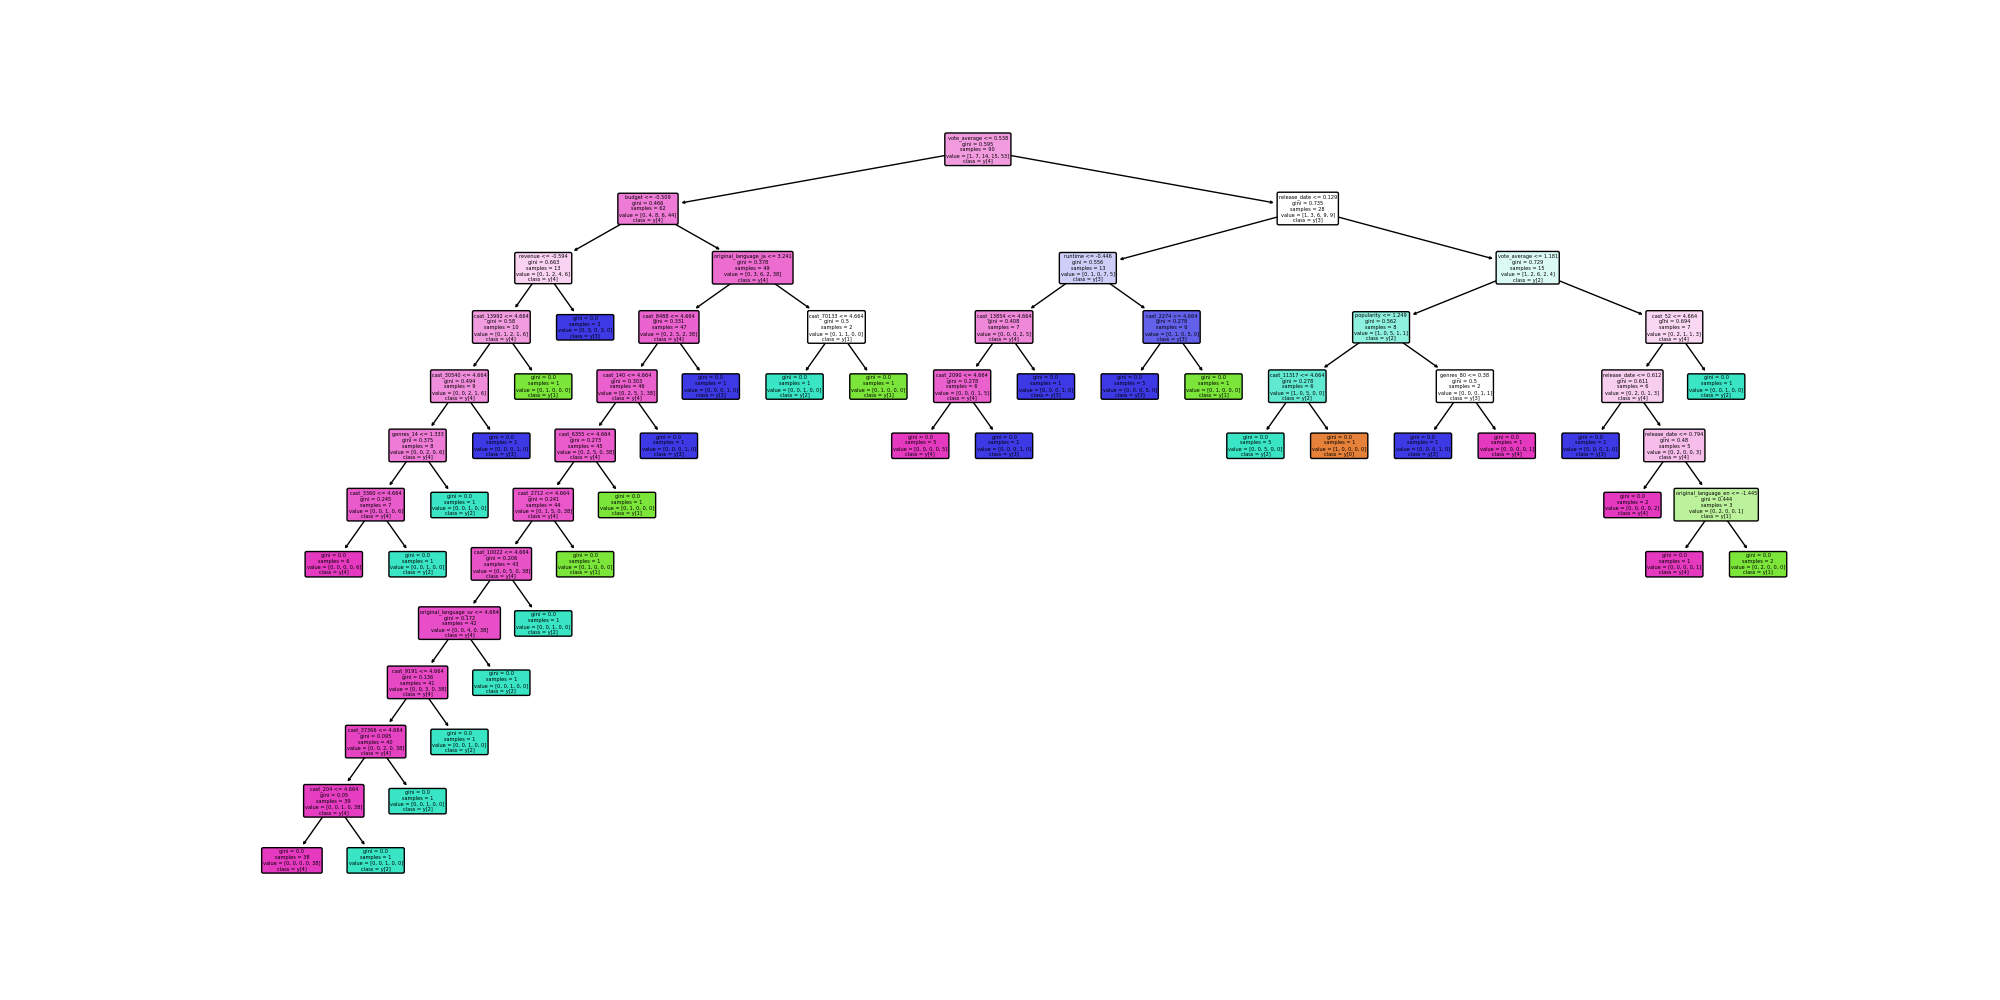 vote_average <= 0.538
gini = 0.595
samples = 90
value = [1, 7, 14, 15, 53]
class = y[4]
budget <= -0.509
gini = 0.466
samples = 62
value = [0, 4, 8, 6, 44]
class = y[4]
release_date <= 0.129
gini = 0.735
samples = 28
value = [1, 3, 6, 9, 9]
class = y[3]
revenue <= -0.594
gini = 0.663
samples = 13
value = [0, 1, 2, 4, 6]
class = y[4]
original_language_ja <= 3.241
gini = 0.378
samples = 49
value = [0, 3, 6, 2, 38]
class = y[4]
runtime <= -0.446
gini = 0.556
samples = 13
value = [0, 1, 0, 7, 5]
class = y[3]
vote_average <= 1.181
gini = 0.729
samples = 15
value = [1, 2, 6, 2, 4]
class = y[2]
cast_13992 <= 4.664
gini = 0.58
samples = 10
value = [0, 1, 2, 1, 6]
class = y[4]
gini = 0.0
samples = 3
value = [0, 0, 0, 3, 0]
class = y[3]
cast_8488 <= 4.664
gini = 0.331
samples = 47
value = [0, 2, 5, 2, 38]
class = y[4]
cast_70133 <= 4.664
gini = 0.5
samples = 2
value = [0, 1, 1, 0, 0]
class = y[1]
cast_13854 <= 4.664
gini = 0.408
samples = 7
value = [0, 0, 0, 2, 5]
class = y[4]
cast_2274 <= 4.664
gini = 0.278
samples = 6
value = [0, 1, 0, 5, 0]
class = y[3]
popularity <= 1.249
gini = 0.562
samples = 8
value = [1, 0, 5, 1, 1]
class = y[2]
cast_52 <= 4.664
gini = 0.694
samples = 7
value = [0, 2, 1, 1, 3]
class = y[4]
cast_30540 <= 4.664
gini = 0.494
samples = 9
value = [0, 0, 2, 1, 6]
class = y[4]
gini = 0.0
samples = 1
value = [0, 1, 0, 0, 0]
class = y[1]
cast_140 <= 4.664
gini = 0.303
samples = 46
value = [0, 2, 5, 1, 38]
class = y[4]
gini = 0.0
samples = 1
value = [0, 0, 0, 1, 0]
class = y[3]
gini = 0.0
samples = 1
value = [0, 0, 1, 0, 0]
class = y[2]
gini = 0.0
samples = 1
value = [0, 1, 0, 0, 0]
class = y[1]
cast_2090 <= 4.664
gini = 0.278
samples = 6
value = [0, 0, 0, 1, 5]
class = y[4]
gini = 0.0
samples = 1
value = [0, 0, 0, 1, 0]
class = y[3]
gini = 0.0
samples = 5
value = [0, 0, 0, 5, 0]
class = y[3]
gini = 0.0
samples = 1
value = [0, 1, 0, 0, 0]
class = y[1]
cast_11317 <= 4.664
gini = 0.278
samples = 6
value = [1, 0, 5, 0, 0]
class = y[2]
genres_80 <= 0.38
gini = 0.5
samples = 2
value = [0, 0, 0, 1, 1]
class = y[3]
release_date <= 0.612
gini = 0.611
samples = 6
value = [0, 2, 0, 1, 3]
class = y[4]
gini = 0.0
samples = 1
value = [0, 0, 1, 0, 0]
class = y[2]
genres_14 <= 1.333
gini = 0.375
samples = 8
value = [0, 0, 2, 0, 6]
class = y[4]
gini = 0.0
samples = 1
value = [0, 0, 0, 1, 0]
class = y[3]
cast_6355 <= 4.664
gini = 0.273
samples = 45
value = [0, 2, 5, 0, 38]
class = y[4]
gini = 0.0
samples = 1
value = [0, 0, 0, 1, 0]
class = y[3]
gini = 0.0
samples = 5
value = [0, 0, 0, 0, 5]
class = y[4]
gini = 0.0
samples = 1
value = [0, 0, 0, 1, 0]
class = y[3]
gini = 0.0
samples = 5
value = [0, 0, 5, 0, 0]
class = y[2]
gini = 0.0
samples = 1
value = [1, 0, 0, 0, 0]
class = y[0]
gini = 0.0
samples = 1
value = [0, 0, 0, 1, 0]
class = y[3]
gini = 0.0
samples = 1
value = [0, 0, 0, 0, 1]
class = y[4]
gini = 0.0
samples = 1
value = [0, 0, 0, 1, 0]
class = y[3]
release_date <= 0.794
gini = 0.48
samples = 5
value = [0, 2, 0, 0, 3]
class = y[4]
cast_3360 <= 4.664
gini = 0.245
samples = 7
value = [0, 0, 1, 0, 6]
class = y[4]
gini = 0.0
samples = 1
value = [0, 0, 1, 0, 0]
class = y[2]
cast_2712 <= 4.664
gini = 0.241
samples = 44
value = [0, 1, 5, 0, 38]
class = y[4]
gini = 0.0
samples = 1
value = [0, 1, 0, 0, 0]
class = y[1]
gini = 0.0
samples = 2
value = [0, 0, 0, 0, 2]
class = y[4]
original_language_en <= -1.445
gini = 0.444
samples = 3
value = [0, 2, 0, 0, 1]
class = y[1]
gini = 0.0
samples = 6
value = [0, 0, 0, 0, 6]
class = y[4]
gini = 0.0
samples = 1
value = [0, 0, 1, 0, 0]
class = y[2]
cast_10022 <= 4.664
gini = 0.206
samples = 43
value = [0, 0, 5, 0, 38]
class = y[4]
gini = 0.0
samples = 1
value = [0, 1, 0, 0, 0]
class = y[1]
gini = 0.0
samples = 1
value = [0, 0, 0, 0, 1]
class = y[4]
gini = 0.0
samples = 2
value = [0, 2, 0, 0, 0]
class = y[1]
original_language_sv <= 4.664
gini = 0.172
samples = 42
value = [0, 0, 4, 0, 38]
class = y[4]
gini = 0.0
samples = 1
value = [0, 0, 1, 0, 0]
class = y[2]
cast_9191 <= 4.664
gini = 0.136
samples = 41
value = [0, 0, 3, 0, 38]
class = y[4]
gini = 0.0
samples = 1
value = [0, 0, 1, 0, 0]
class = y[2]
cast_37366 <= 4.664
gini = 0.095
samples = 40
value = [0, 0, 2, 0, 38]
class = y[4]
gini = 0.0
samples = 1
value = [0, 0, 1, 0, 0]
class = y[2]
cast_204 <= 4.664
gini = 0.05
samples = 39
value = [0, 0, 1, 0, 38]
class = y[4]
gini = 0.0
samples = 1
value = [0, 0, 1, 0, 0]
class = y[2]
gini = 0.0
samples = 38
value = [0, 0, 0, 0, 38]
class = y[4]
gini = 0.0
samples = 1
value = [0, 0, 1, 0, 0]
class = y[2]